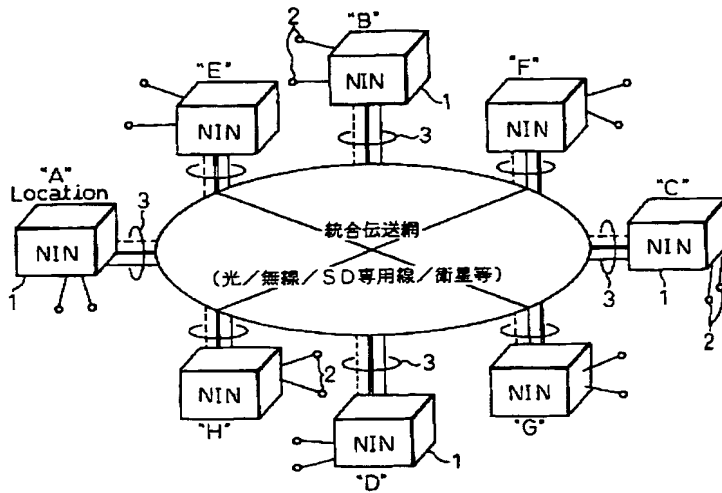 "B"
2
NIN
1
3
"E"
NIN
"F"
NIN
"A"
Location
3
NIN
1
"C"
NIN
3
1
2
統合伝送網
(光/無線/SD専用線/衛星等)
2
NIN
"H"
3
NIN
1
"D"
NIN
"G"